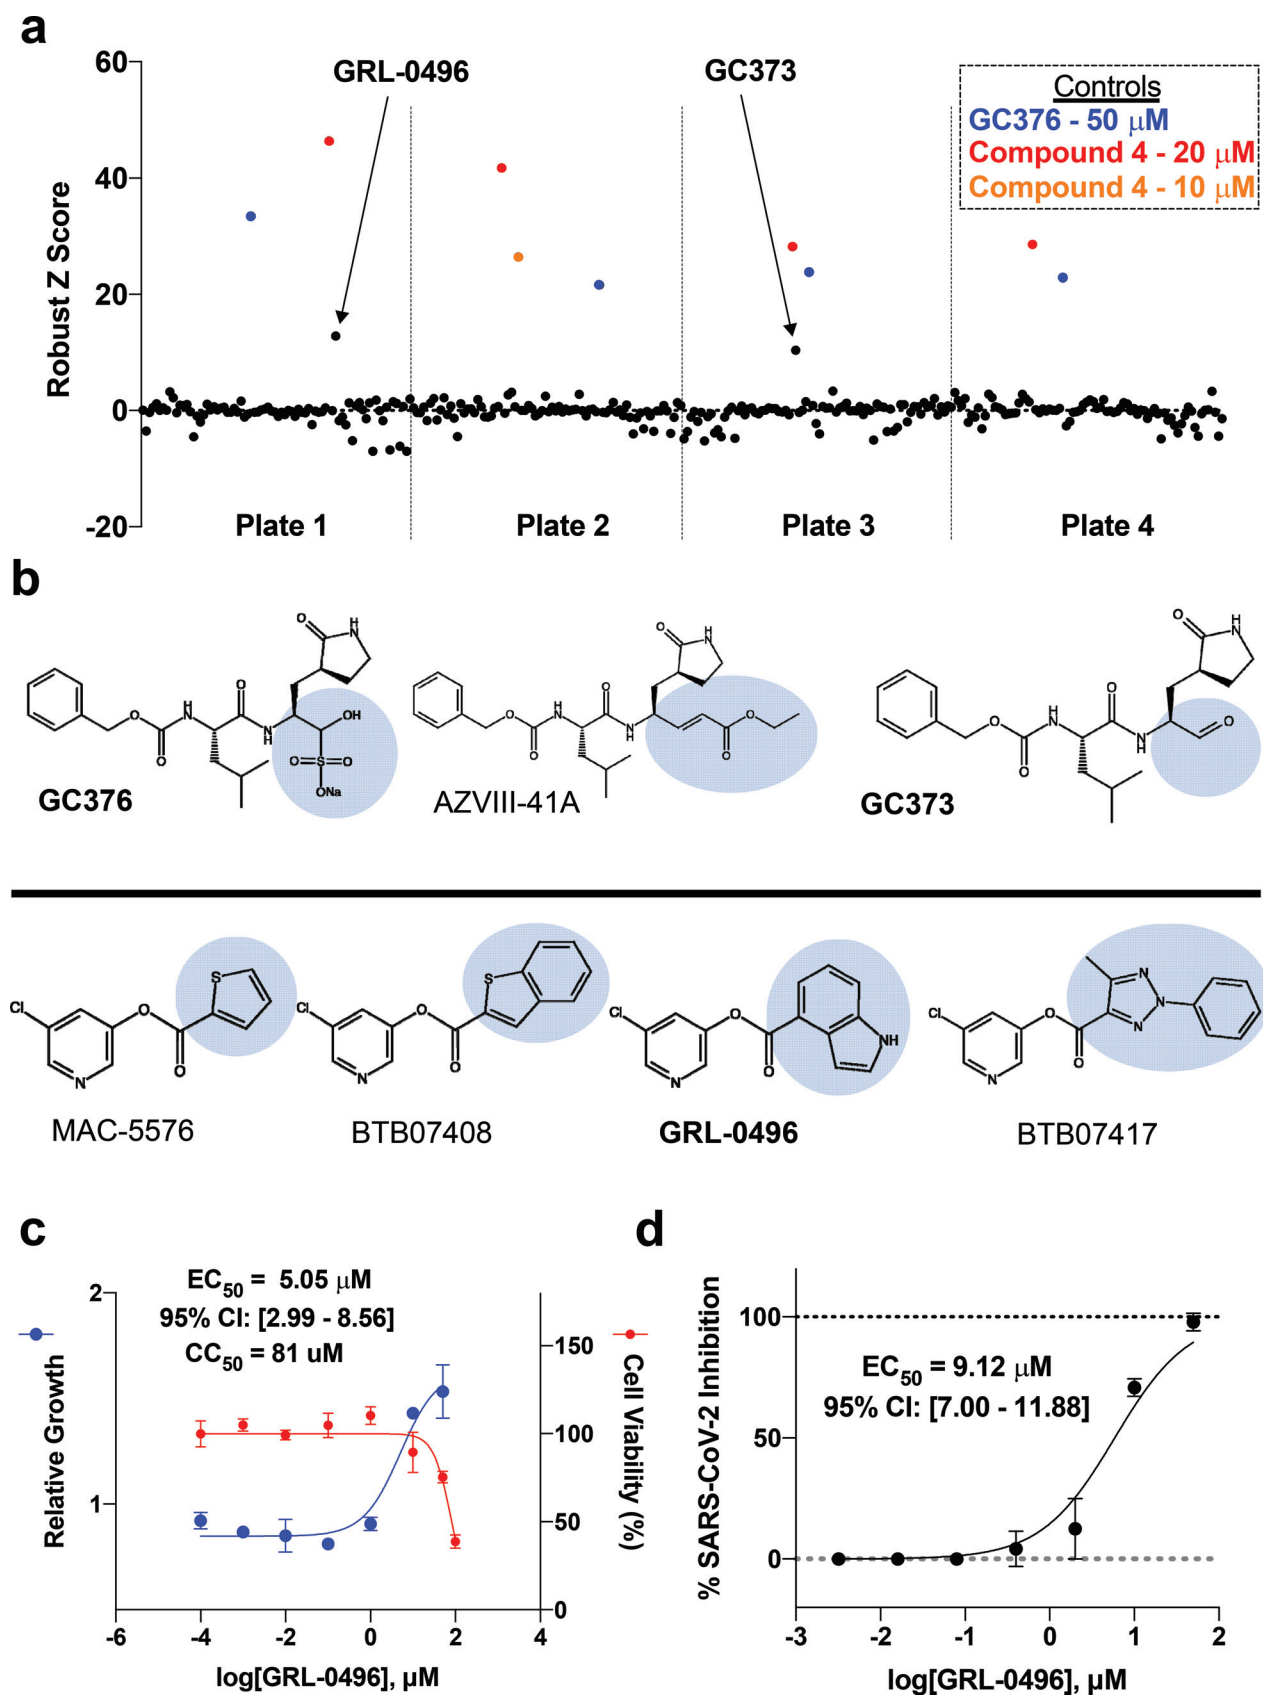 a
60
40
20
0
-20
Robust Z Score
GRL-0496
GC373
Controls
GC376 - 50 μM
Compound 4 - 20 μM
Compound 4 - 10 μM
Plate 1
Plate 2
Plate 3
Plate 4
b
O
H
N
O
H
N
O
O
N
H
OH
O=S=O
ONa
GC376
O
H
N
O
H
N
O
O
N
H
O
O
AZVIII-41A
O
H
N
O
H
N
O
O
N
H
O
GC373
Cl
O
S
O
N
MAC-5576
Cl
O
S
O
N
BTB07408
Cl
O
NH
O
N
GRL-0496
Cl
O
N
N
N
O
N
BTB07417
c
EC50 = 5.05 μM
95% CI: [2.99 - 8.56]
CC50 = 81 uM
2
1
Relative Growth
150
100
50
0
Cell Viability (%)
-6
-4
-2
0
2
4
log[GRL-0496], μM
d
EC50 = 9.12 μM
95% CI: [7.00 - 11.88]
100
50
0
% SARS-CoV-2 Inhibition
-3
-2
-1
0
1
2
log[GRL-0496], μM